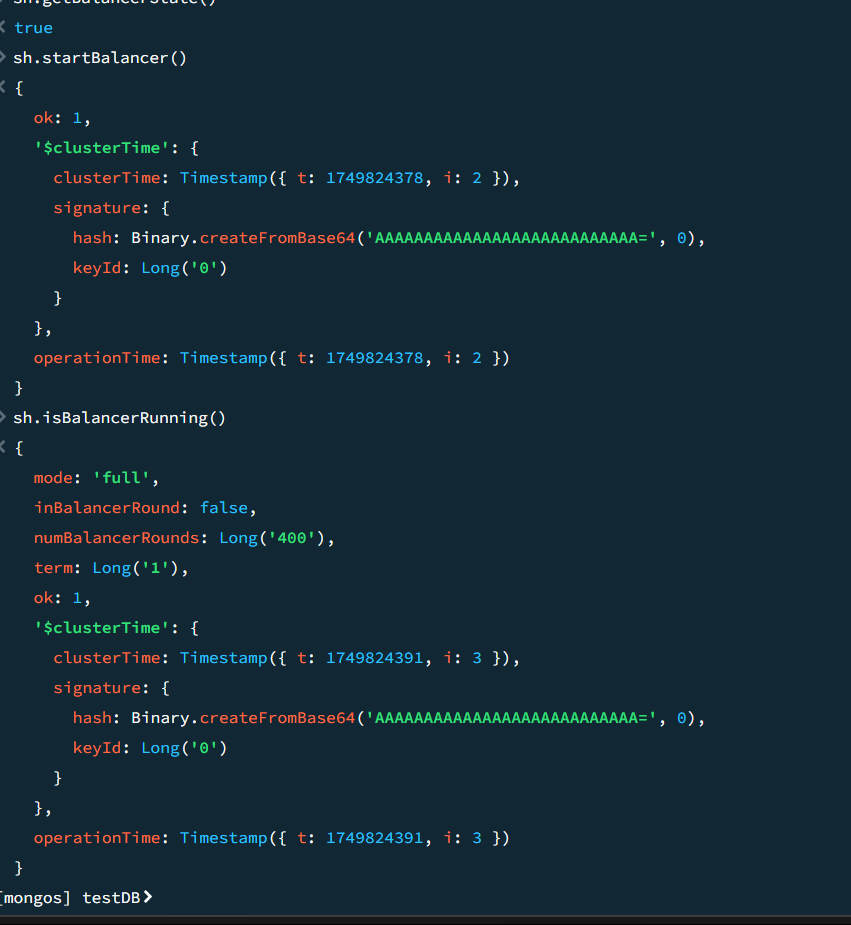 sh.getBalancerState()
true
sh.startBalancer()
{
ok: 1,
'$clusterTime': {
clusterTime: Timestamp({ t: 1749824378, i: 2 }),
signature: {
hash: Binary.createFromBase64('AAAAAAAAAAAAAAAAAAAAAAAAAAA=', 0),
keyId: Long('0')
}
},
operationTime: Timestamp({ t: 1749824378, i: 2 })
}
> sh.isBalancerRunning()
< {
mode: 'full',
inBalancerRound: false,
numBalancerRounds: Long('400'),
term: Long('1'),
ok: 1,
'$clusterTime': {
clusterTime: Timestamp({ t: 1749824391, i: 3 }),
signature: {
hash: Binary.createFromBase64('AAAAAAAAAAAAAAAAAAAAAAAAAAA=', 0),
keyId: Long('0')
}
},
operationTime: Timestamp({ t: 1749824391, i: 3 })
}
[mongos] testDB>